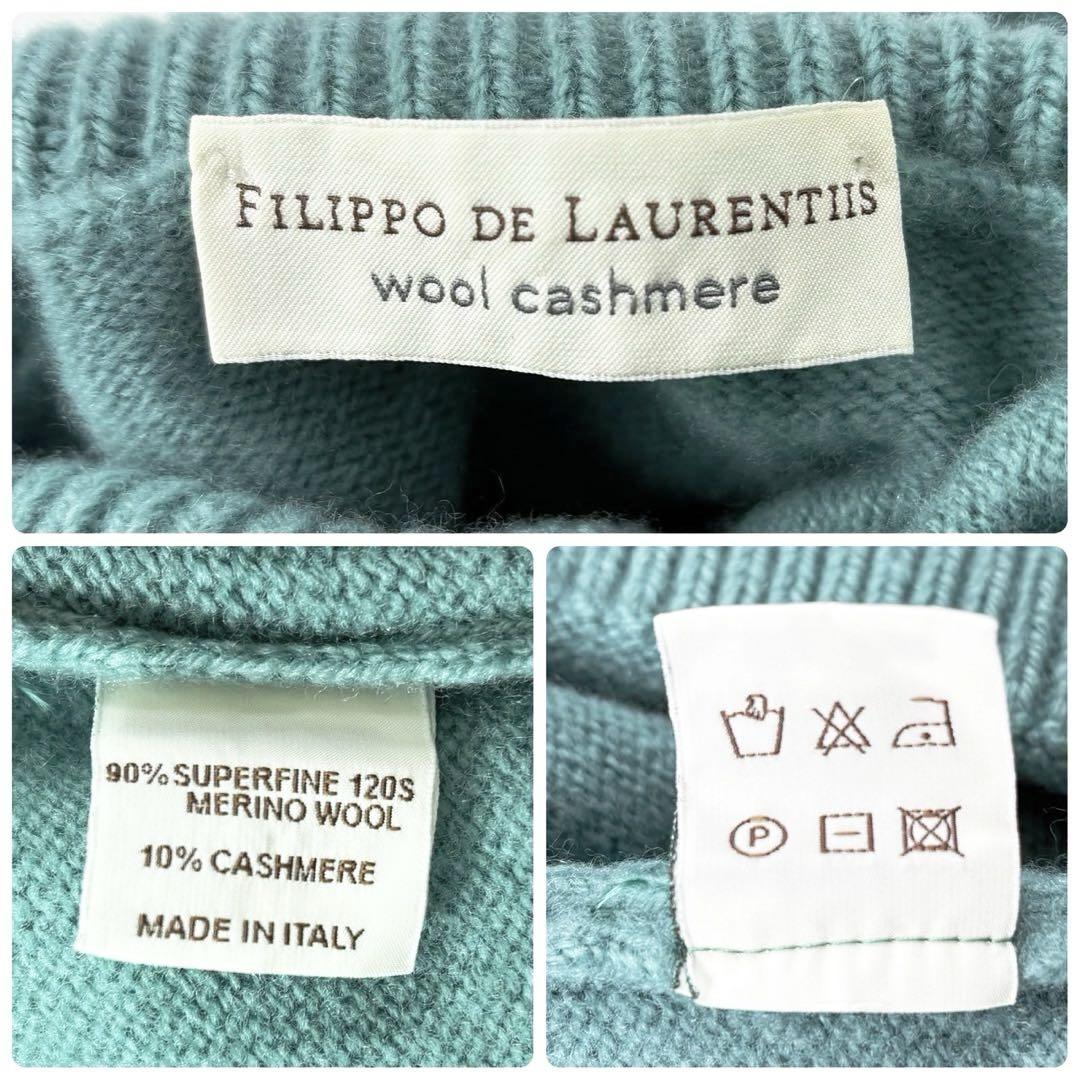 FILIPPO DE LAURENTIIS
wool cashmere
90% SUPERFINE 120S
MERINO WOOL
10% CASHMERE
MADE IN ITALY
P